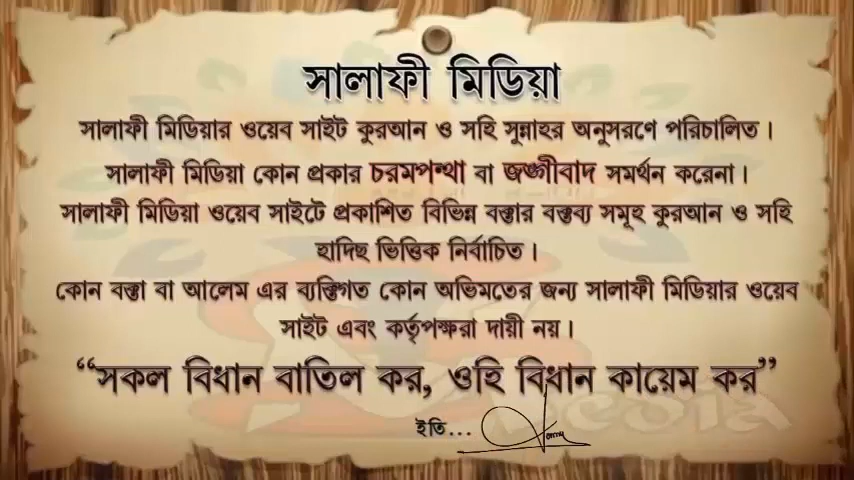 সালাফী মিডিয়া
সালাফী মিডিয়ার ওয়েব সাইট কুরআন ও সহি সুন্নাহর অনুসরণে পরিচালিত।
সালাফী মিডিয়া কোন প্রকার চরমপন্থা বা জঙ্গীবাদ সমর্থন করেনা।
সালাফী মিডিয়া ওয়েব সাইটে প্রকাশিত বিভিন্ন বক্তার বক্তব্য সমূহ কুরআন ও সহি
হাদিছ ভিত্তিক নির্বাচিত।
কোন বক্তা বা আলেম এর ব্যক্তিগত কোন অভিমতের জন্য সালাফী মিডিয়ার ওয়েব
সাইট এবং কর্তৃপক্ষরা দায়ী নয়।
“সকল বিধান বাতিল কর, ওহি বিধান কায়েম কর”
ইতি...